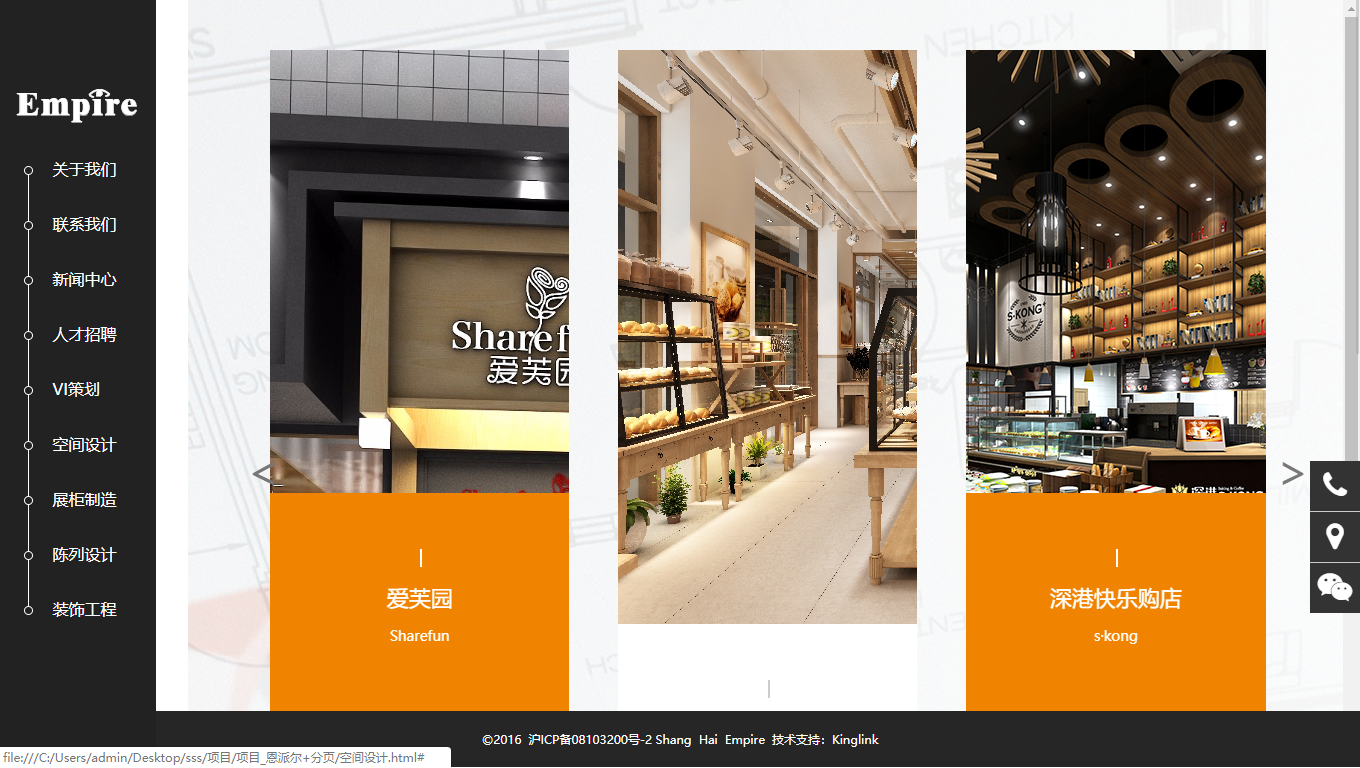 Empire
关于我们
联系我们
新闻中心
人才招聘
VI策划
空间设计
展柜制造
陈列设计
装饰工程
KITCHEN
<
Sharef
爱芙园
S·KONG
>
爱芙园
Sharefun
深港快乐购店
s·kong
©2016 沪ICP备08103200号-2 Shang Hai Empire 技术支持：Kinglink
file:///C:/Users/admin/Desktop/sss/项目/项目_恩派尔+分页/空间设计.html#